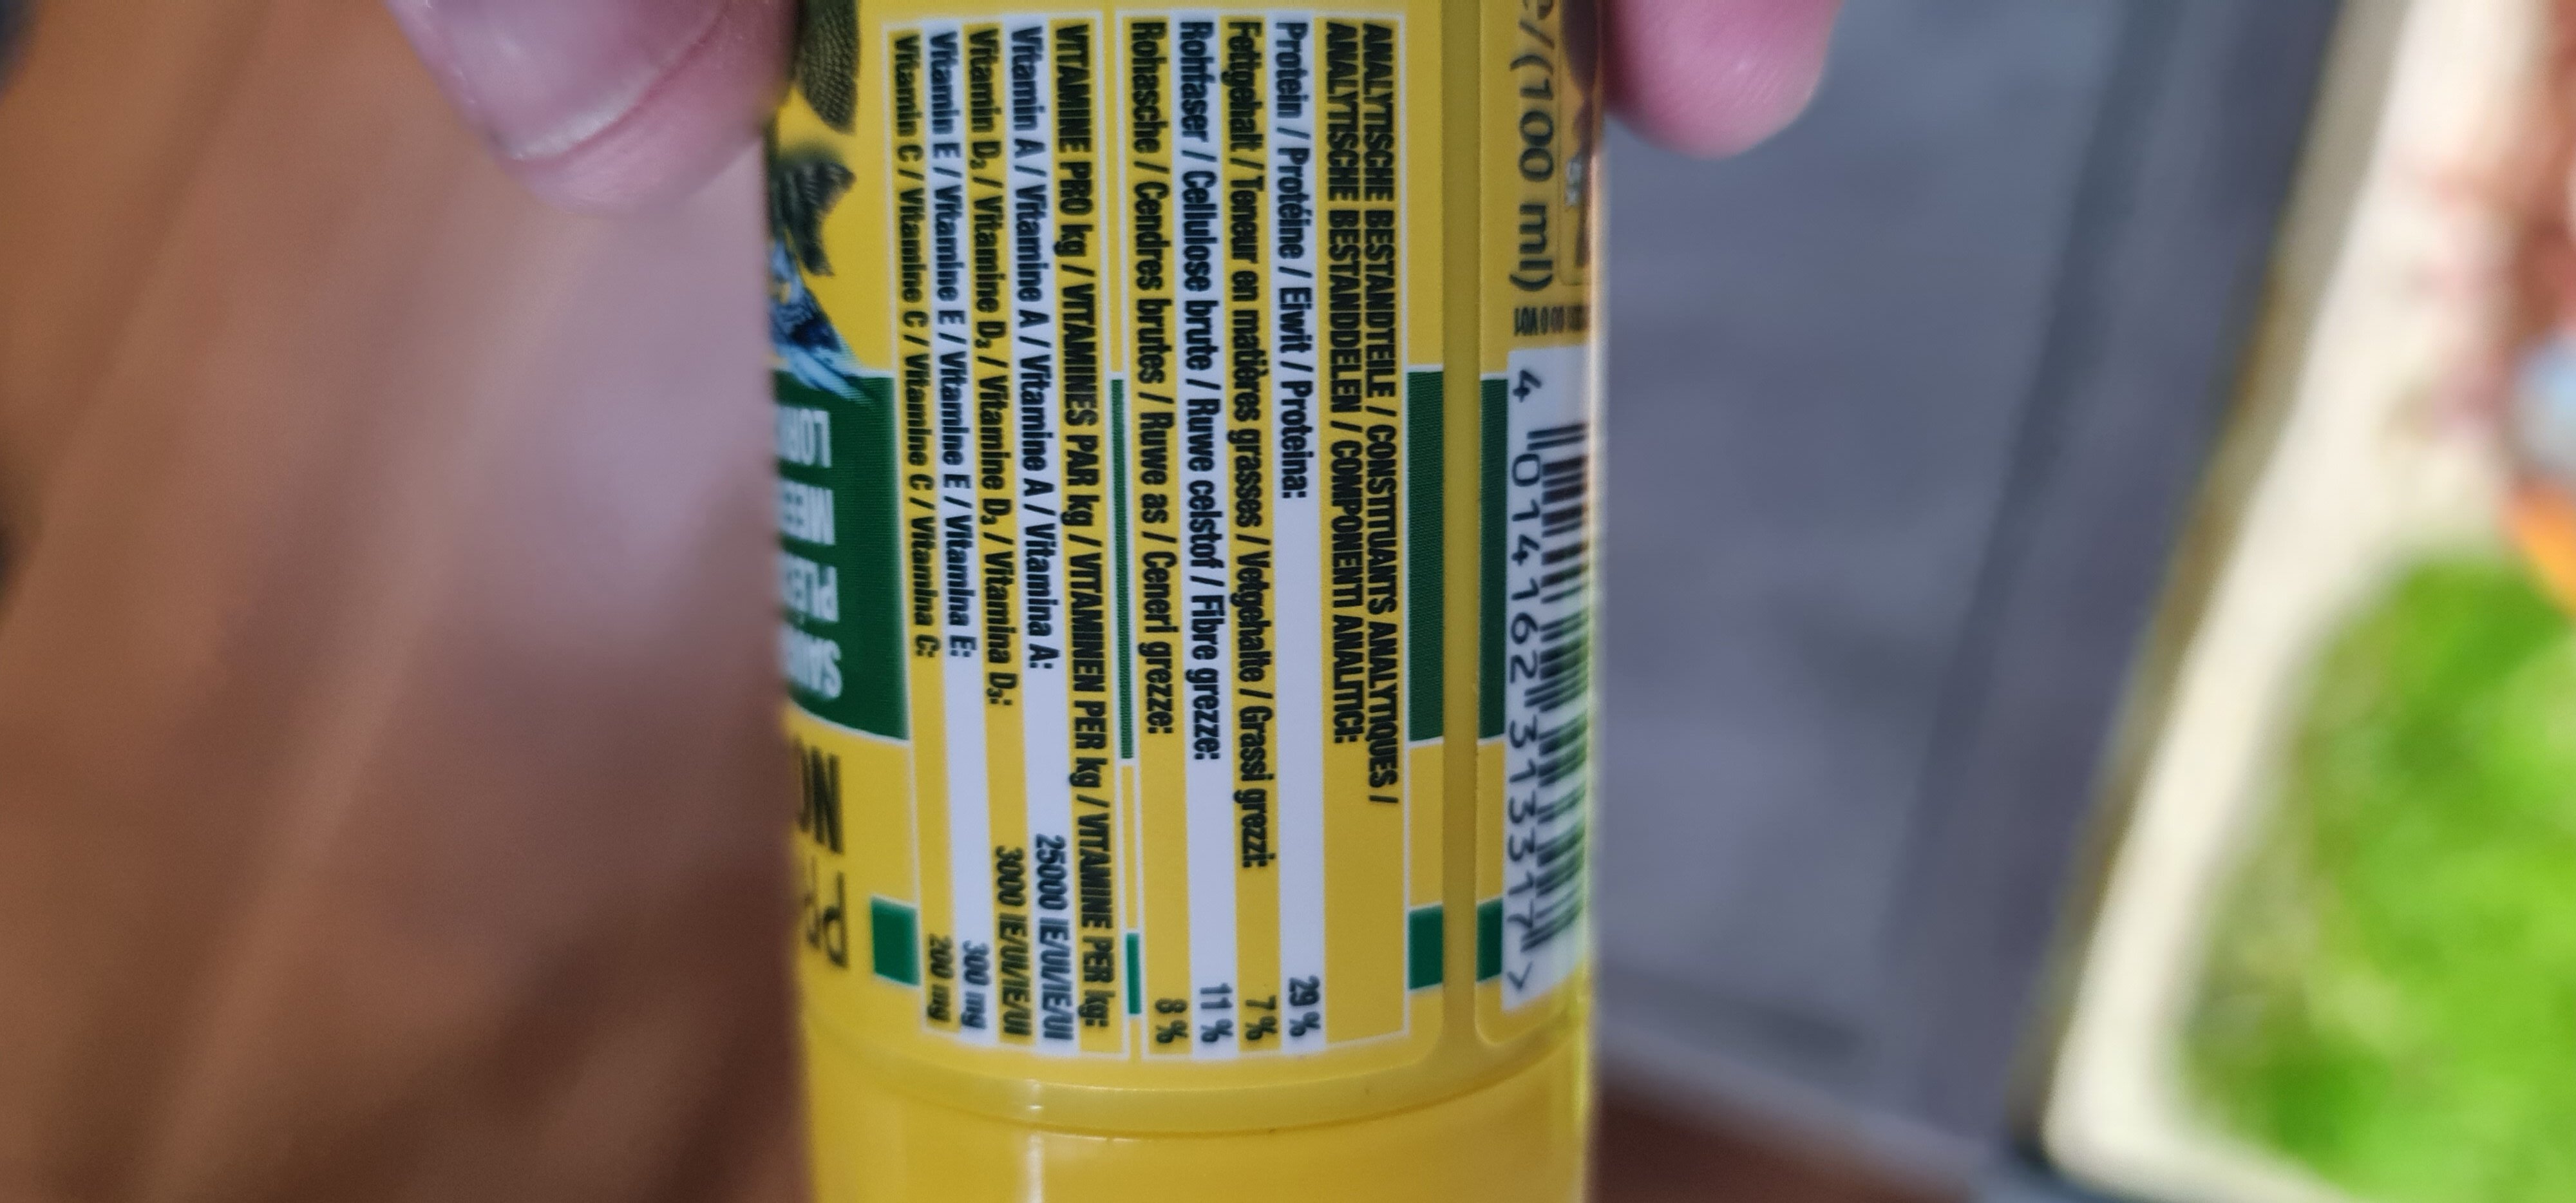 ANALYTISCHE BESTANDTEILE / CONSTITUANTS ANALYTIQUES /
ANALYTISCHE BESTANDDELEN / COMPONENTI ANALITICI:
Protein / Protéine / Eiwit / Proteina: 29 %
Fettgehalt / Teneur en matières grasses / Vetgehalte / Grassi grezzi: 7 %
Rohfaser / Cellulose brute / Ruwe celstof / Fibre grezze: 11 %
Rohasche / Cendres brutes / Ruwe as / Ceneri grezze: 8 %
VITAMINE PRO kg / VITAMINES PAR kg / VITAMINEN PER kg / VITAMINE PER kg:
Vitamin A / Vitamine A / Vitamine A / Vitamina A: 25000 IE/UI/IE/UI
Vitamin D₃ / Vitamine D₃ / Vitamine D₃ / Vitamina D₃: 3000 IE/UI/IE/UI
Vitamin E / Vitamine E / Vitamine E / Vitamina E: 300 mg
Vitamin C / Vitamine C / Vitamine C / Vitamina C: 200 mg
/(100 ml)
4 014162 313317 >
LOR
MEE